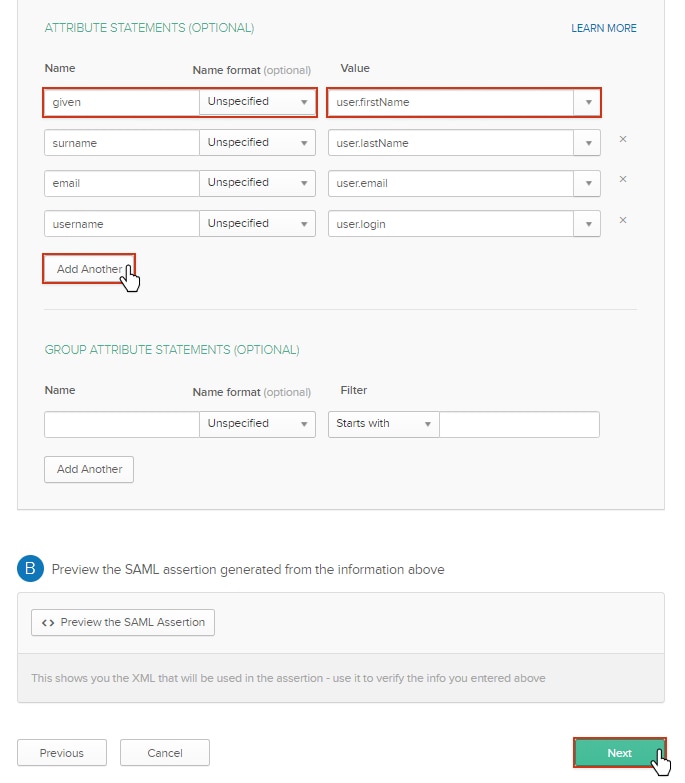 ATTRIBUTE STATEMENTS (OPTIONAL) LEARN MORE
Name Name format (optional) Value
given Unspecified user.firstName
surname Unspecified user.lastName
email Unspecified user.email
username Unspecified user.login
Add Another
GROUP ATTRIBUTE STATEMENTS (OPTIONAL)
Name Name format (optional) Filter
Unspecified Starts with
Add Another
B Preview the SAML assertion generated from the information above
<> Preview the SAML Assertion
This shows you the XML that will be used in the assertion - use it to verify the info you entered above
Previous Cancel Next